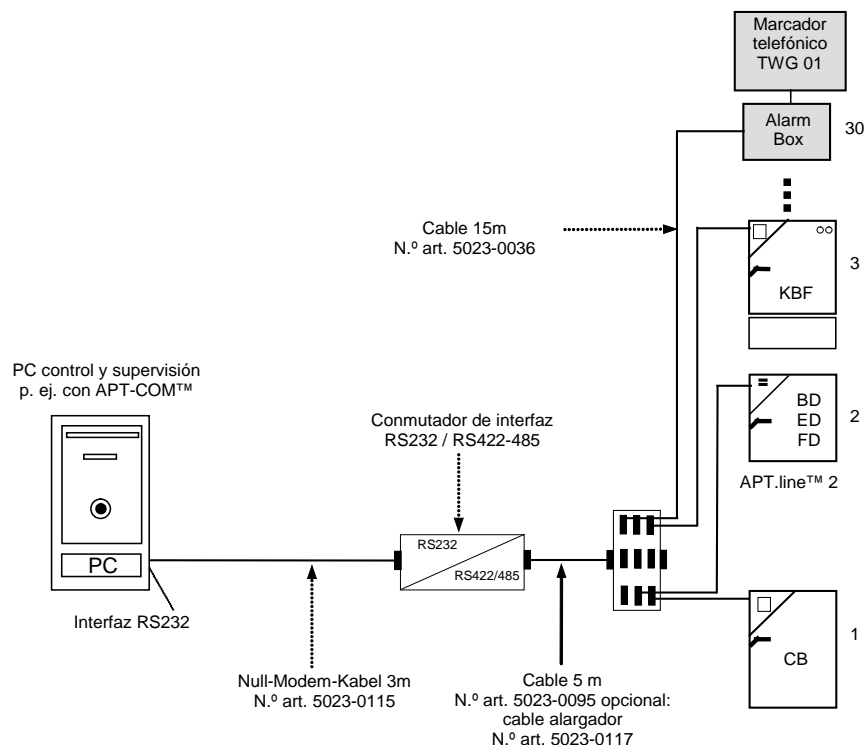 Marcador
telefónico
TWG 01
Alarm
Box
30
Cable 15m
N.º art. 5023-0036
3
KBF
PC control y supervisión
p. ej. con APT-COM™
Conmutador de interfaz
RS232 / RS422-485
BD
ED
FD
2
APT.line™ 2
RS232
RS422/485
PC
Interfaz RS232
1
CB
Null-Modem-Kabel 3m
N.º art. 5023-0115
Cable 5 m
N.º art. 5023-0095 opcional:
cable alargador
N.º art. 5023-0117